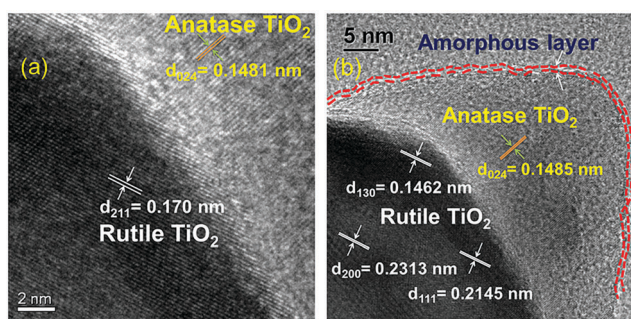 (a)
Anatase TiO₂
d₀₂₄= 0.1481 nm
d₂₁₁= 0.170 nm
Rutile TiO₂
2 nm
5 nm
Amorphous layer
(b)
Anatase TiO₂
d₀₂₄= 0.1485 nm
d₁₃₀= 0.1462 nm
Rutile TiO₂
d₂₀₀= 0.2313 nm
d₁₁₁= 0.2145 nm